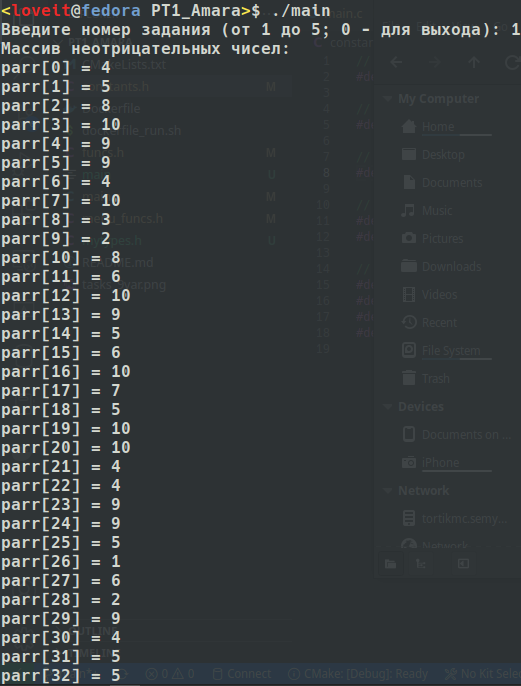 <loveit@fedora PT1_Amara>$ ./main
Введите номер задания (от 1 до 5; 0 - для выхода): 1
Массив неотрицательных чисел:
parr[0] = 4
parr[1] = 5
parr[2] = 8
parr[3] = 10
parr[4] = 9
parr[5] = 9
parr[6] = 4
parr[7] = 10
parr[8] = 3
parr[9] = 2
parr[10] = 8
parr[11] = 6
parr[12] = 10
parr[13] = 9
parr[14] = 5
parr[15] = 6
parr[16] = 10
parr[17] = 7
parr[18] = 5
parr[19] = 10
parr[20] = 10
parr[21] = 4
parr[22] = 4
parr[23] = 9
parr[24] = 9
parr[25] = 5
parr[26] = 1
parr[27] = 6
parr[28] = 2
parr[29] = 9
parr[30] = 4
parr[31] = 5
parr[32] = 5
My Computer
Home
Desktop
Documents
Music
Pictures
Downloads
Videos
Recent
File System
Trash
Devices
Documents on ...
iPhone
Network
tortikmc.semy...
Network
0 0 Connect CMake: [Debug]: Ready No Kit Sele